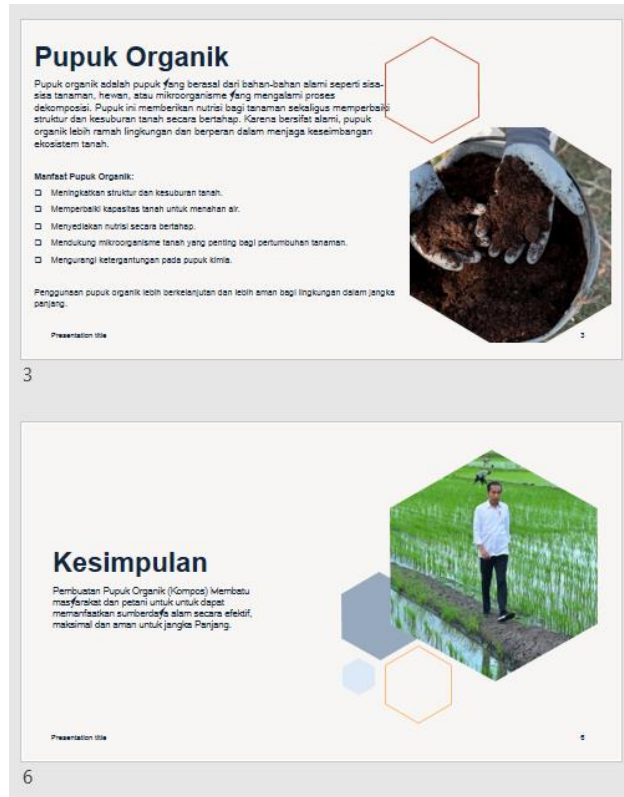 Pupuk Organik
Pupuk organik adalah pupuk yang berasal dari bahan-bahan alami seperti sisa-
sisa tanaman, hewan, atau mikroorganisme yang mengalami proses
dekomposisi. Pupuk ini memberikan nutrisi bagi tanaman sekaligus memperbaiki
struktur dan kesuburan tanah secara bertahap. Karena bersifat alami, pupuk
organik lebih ramah lingkungan dan berperan dalam menjaga keseimbangan
ekosistem tanah.
Manfaat Pupuk Organik:
Meningkatkan struktur dan kesuburan tanah.
Memperbaiki kapasitas tanah untuk menahan air.
Menyediakan nutrisi secara bertahap.
Mendukung mikroorganisme tanah yang penting bagi pertumbuhan tanaman.
Mengurangi ketergantungan pada pupuk kimia.
Penggunaan pupuk organik lebih berkelanjutan dan lebih aman bagi lingkungan dalam jangka
panjang.
Presentation title 3
3
Kesimpulan
Pembuatan Pupuk Organik (Kompos) Membatu
masyarakat dan petani untuk untuk dapat
memanfaatkan sumberdaya alam secara efektif,
maksimal dan aman untuk jangka Panjang.
Presentation title 6
6